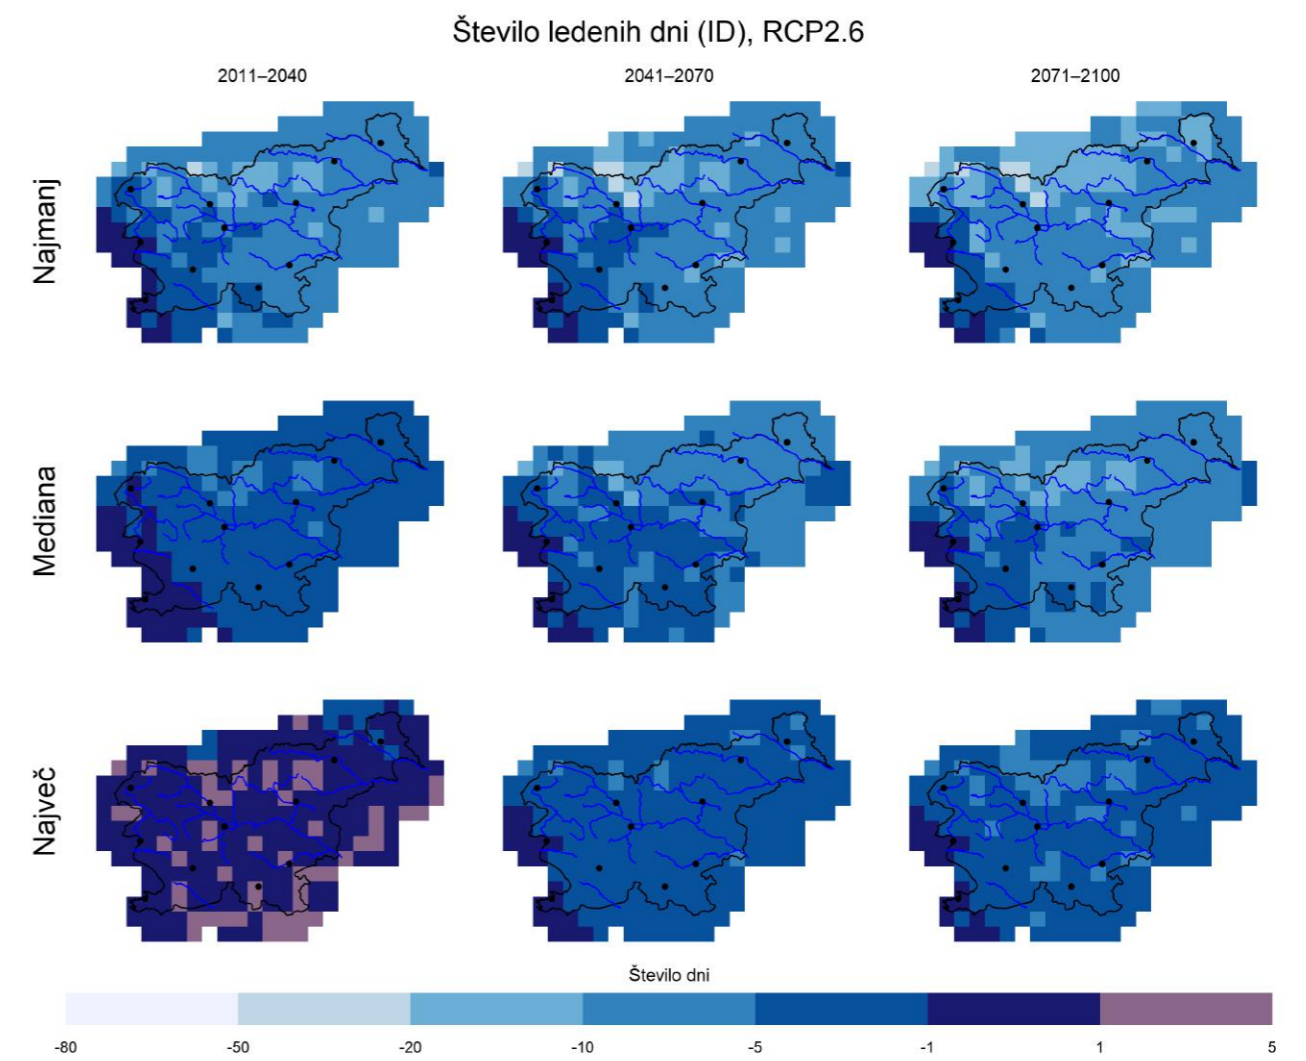 Število ledenih dni (ID), RCP2.6
2011–2040
2041–2070
2071–2100
Najmanj
Mediana
Največ
Število dni
-80 -50 -20 -10 -5 -1 1 5